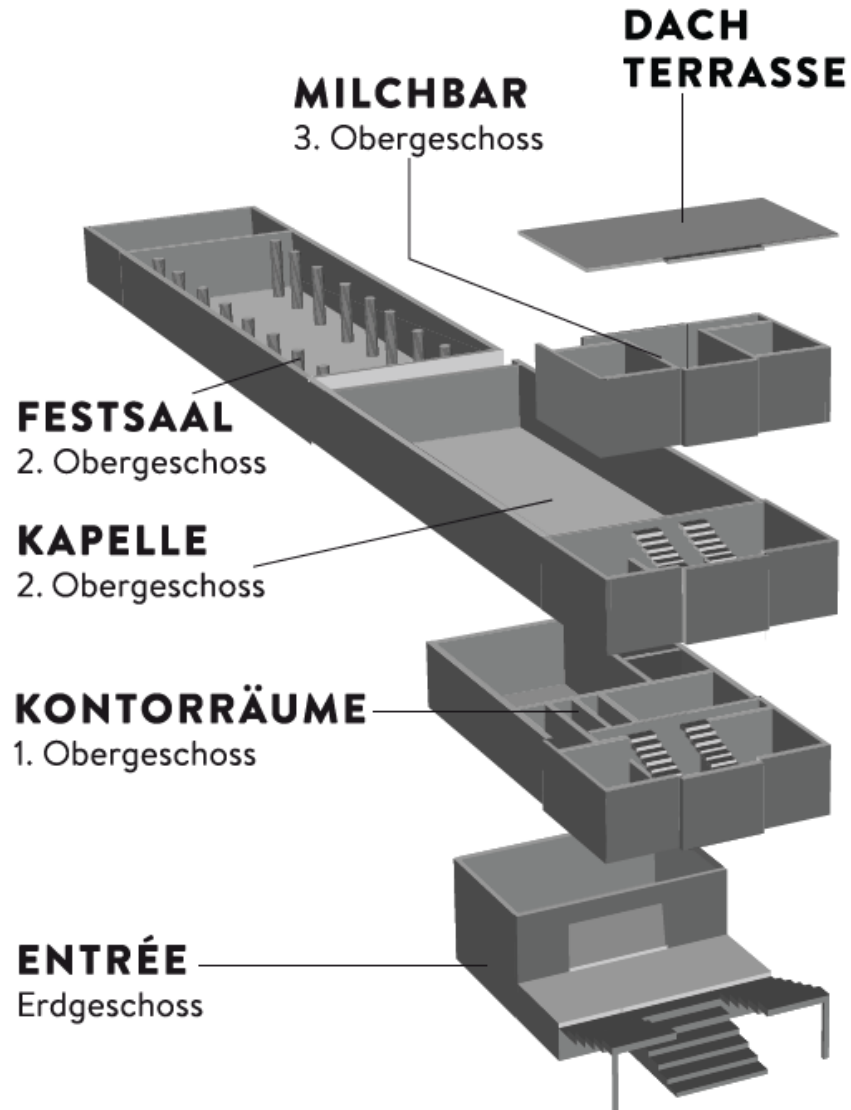 DACH
TERRASSE
MILCHBAR
3. Obergeschoss
FESTSAAL
2. Obergeschoss
KAPELLE
2. Obergeschoss
KONTORRÄUME
1. Obergeschoss
ENTRÉE
Erdgeschoss